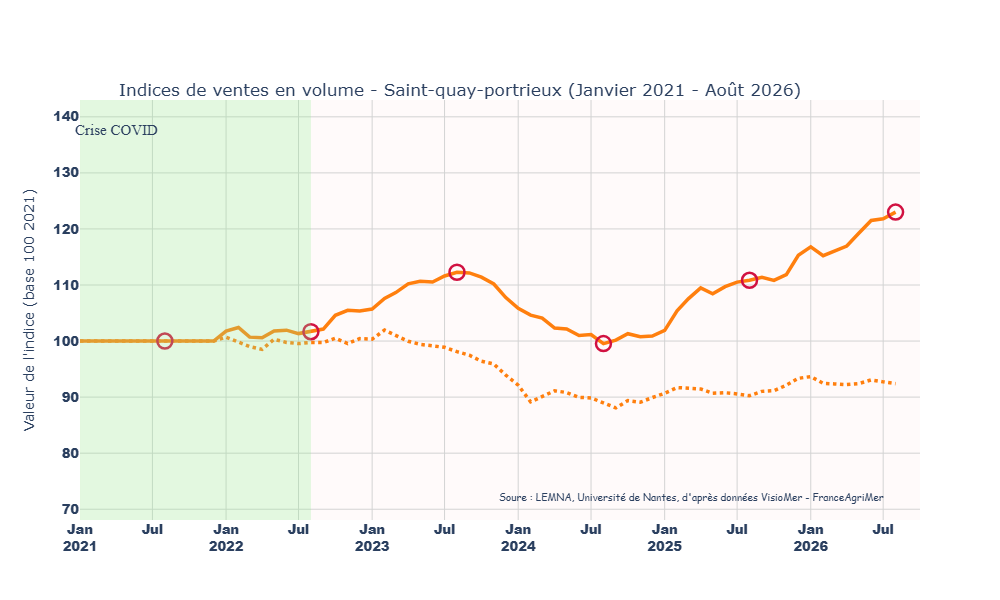 Indices de ventes en volume - Saint-quay-portrieux (Janvier 2021 - Août 2026)
Valeur de l'indice (base 100 2021)
140
130
120
110
100
90
80
70
Crise COVID
Soure : LEMNA, Université de Nantes, d'après données VisioMer - FranceAgriMer
Jan Jul Jan Jul Jan Jul Jan Jul Jan Jul Jan Jul
2021 2022 2023 2024 2025 2026